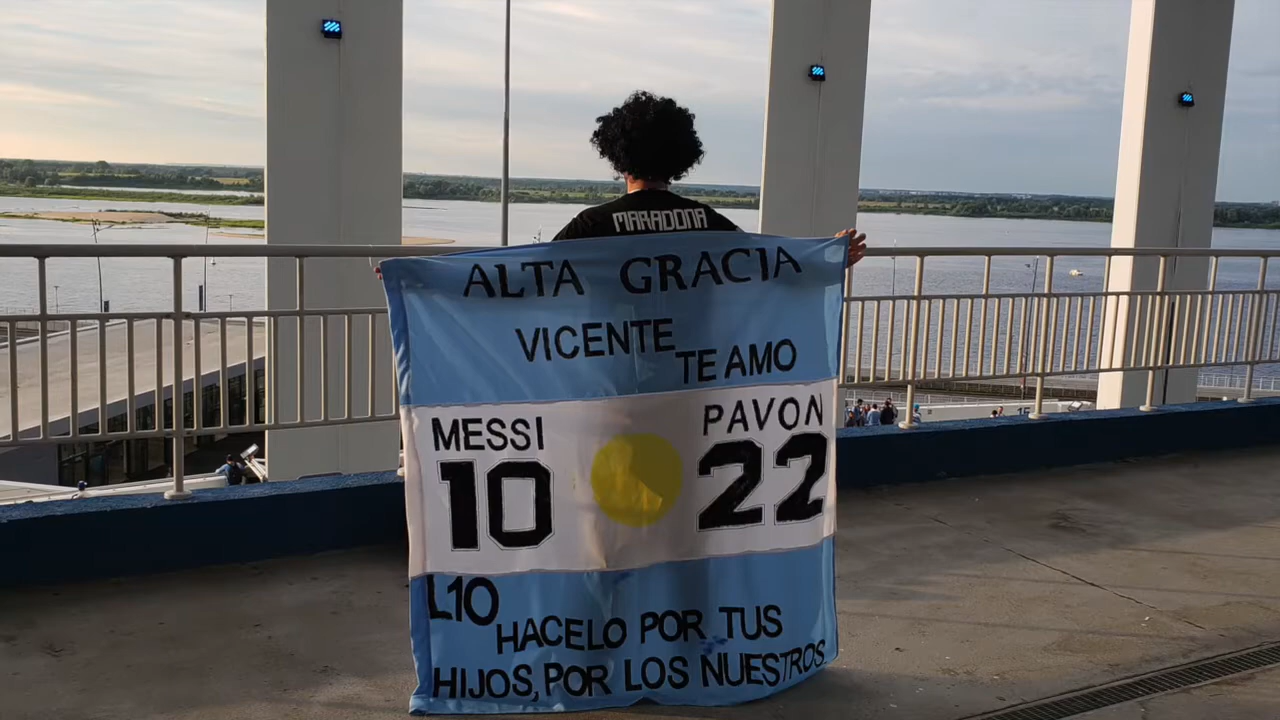 MARADONA
ALTA GRACIA
VICENTE
TE AMO
MESSI
PAVON
10
22
L10
HACELO POR TUS
HIJOS, POR LOS NUESTROS